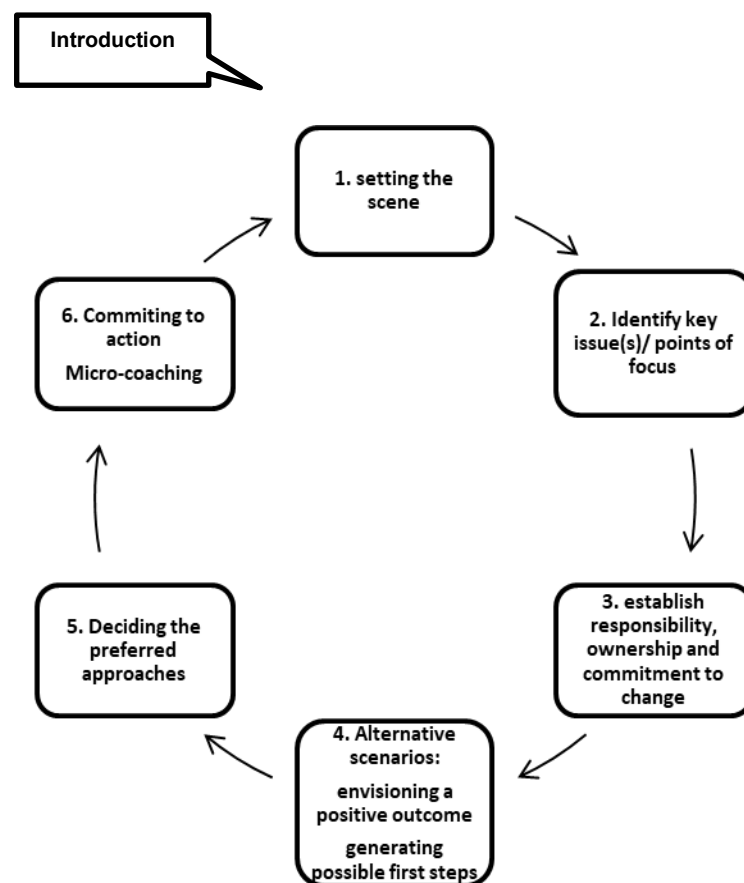 Introduction
1. setting the
scene
2. Identify key
issue(s)/ points of
focus
3. establish
responsibility,
ownership and
commitment to
change
4. Alternative
scenarios:
envisioning a
positive outcome
generating
possible first steps
5. Deciding the
preferred
approaches
6. Commiting to
action
Micro-coaching